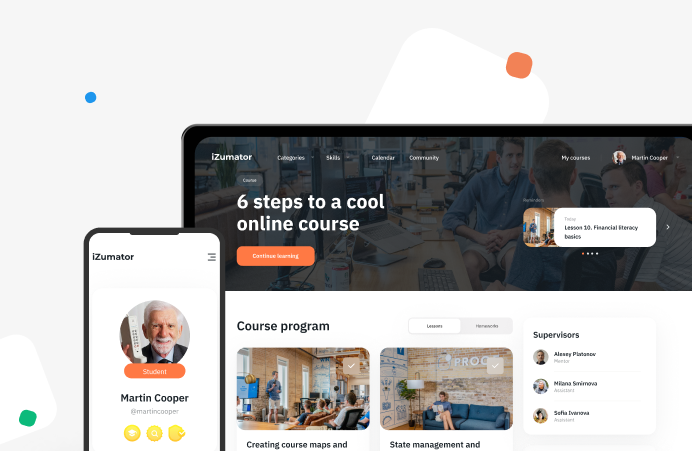 iZumator
Categories
Skills
Calendar
Community
My courses
Martin Cooper
Course
6 steps to a cool
online course
Continue learning
Today
Lesson 10. Financial literacy
basics
Course program
Lessons
Homeworks
Creating course maps and
State management and
PROC
Supervisors
Alexey Platonov
Mentor
Milana Smirnova
Assistant
Sofia Ivanova
Assistant
iZumator
Student
Martin Cooper
@martincooper